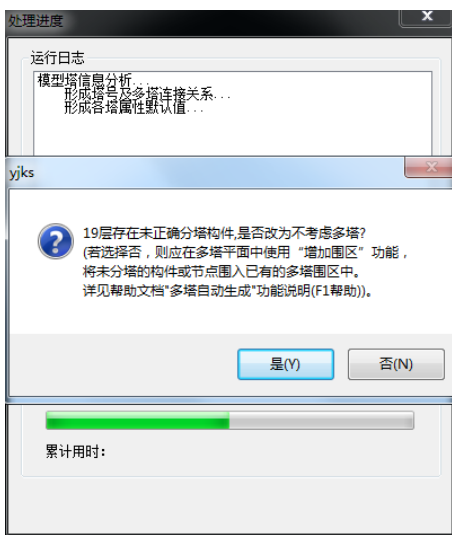 处理进度
运行日志
模型塔信息分析...
形成塔号及多塔连接关系...
形成各塔属性默认值...
yjks
19层存在未正确分塔构件,是否改为不考虑多塔?
(若选择否，则应在多塔平面中使用“增加围区”功能，
将未分塔的构件或节点围入已有的多塔围区中。
详见帮助文档"多塔自动生成"功能说明(F1帮助))。
是(Y)
否(N)
累计用时：